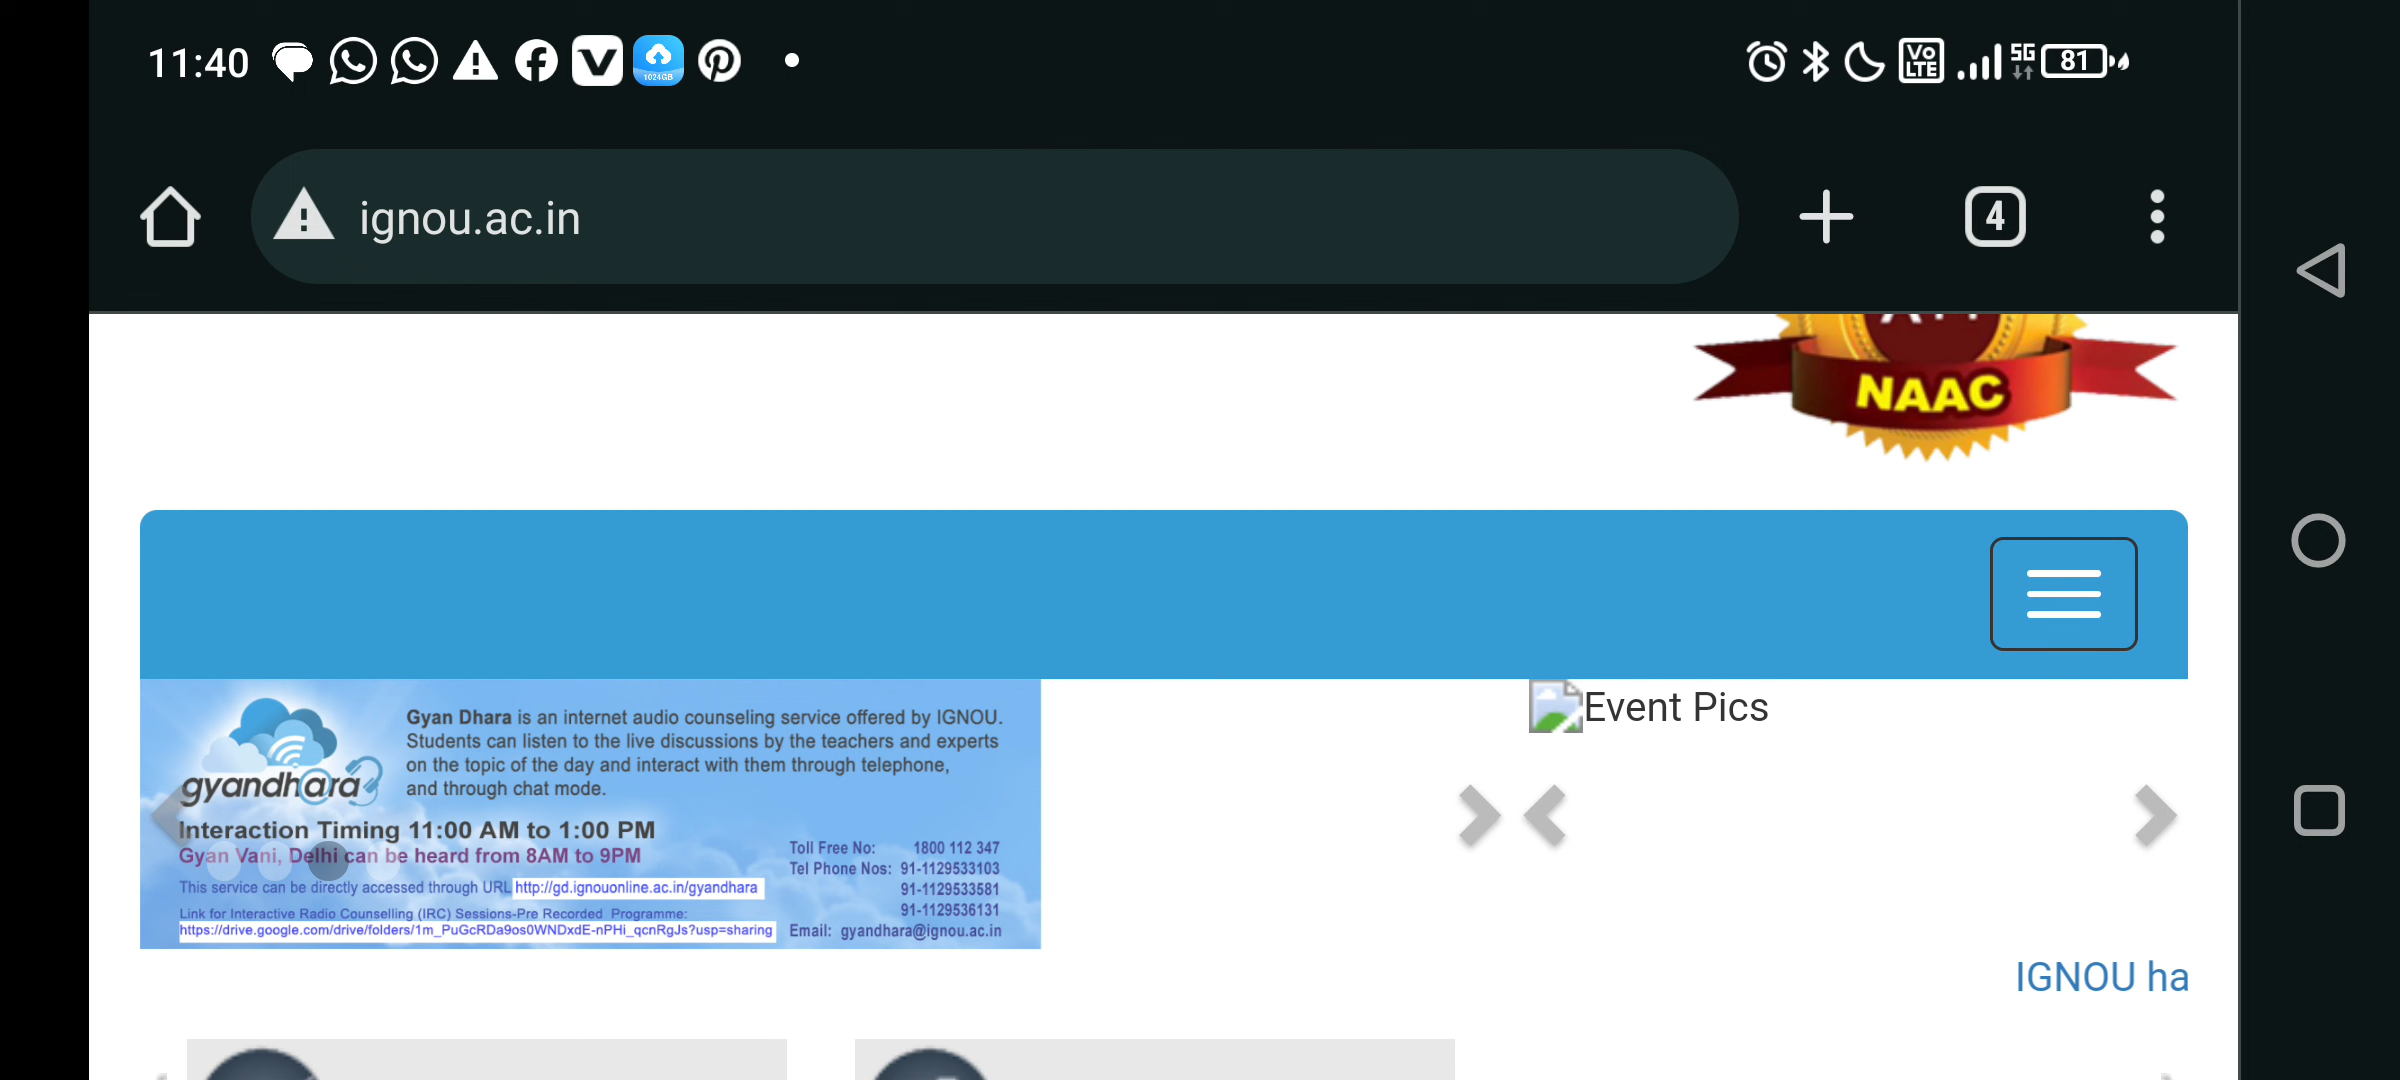 11:40
1024GB
Vo
LTE
5G
81
ignou.ac.in
4
NAAC
Event Pics
gyandhara
Gyan Dhara is an internet audio counseling service offered by IGNOU.
Students can listen to the live discussions by the teachers and experts
on the topic of the day and interact with them through telephone,
and through chat mode.
Interaction Timing 11:00 AM to 1:00 PM
Gyan Vani, Delhi can be heard from 8AM to 9PM
This service can be directly accessed through URL http://gd.ignouonline.ac.in/gyandhara
Link for Interactive Radio Counselling (IRC) Sessions-Pre Recorded Programme:
https://drive.google.com/drive/folders/1m_PuGcRDa9os0WNDxdE-nPHi_qcnRgJs?usp=sharing
Toll Free No: 1800 112 347
Tel Phone Nos: 91-1129533103
91-1129533581
91-1129536131
Email: gyandhara@ignou.ac.in
IGNOU ha